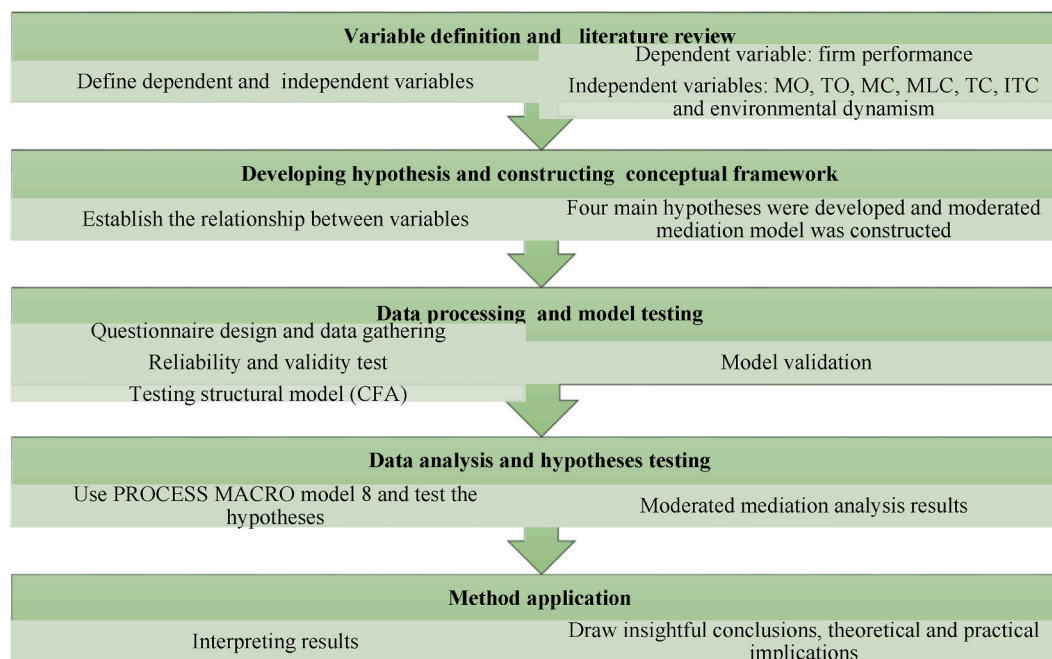 Variable definition and literature review
Define dependent and independent variables
Dependent variable: firm performance
Independent variables: MO, TO, MC, MLC, TC, ITC
and environmental dynamism
Developing hypothesis and constructing conceptual framework
Establish the relationship between variables
Four main hypotheses were developed and moderated
mediation model was constructed
Data processing and model testing
Questionnaire design and data gathering
Reliability and validity test
Testing structural model (CFA)
Model validation
Data analysis and hypotheses testing
Use PROCESS MACRO model 8 and test the
hypotheses
Moderated mediation analysis results
Method application
Interpreting results
Draw insightful conclusions, theoretical and practical
implications